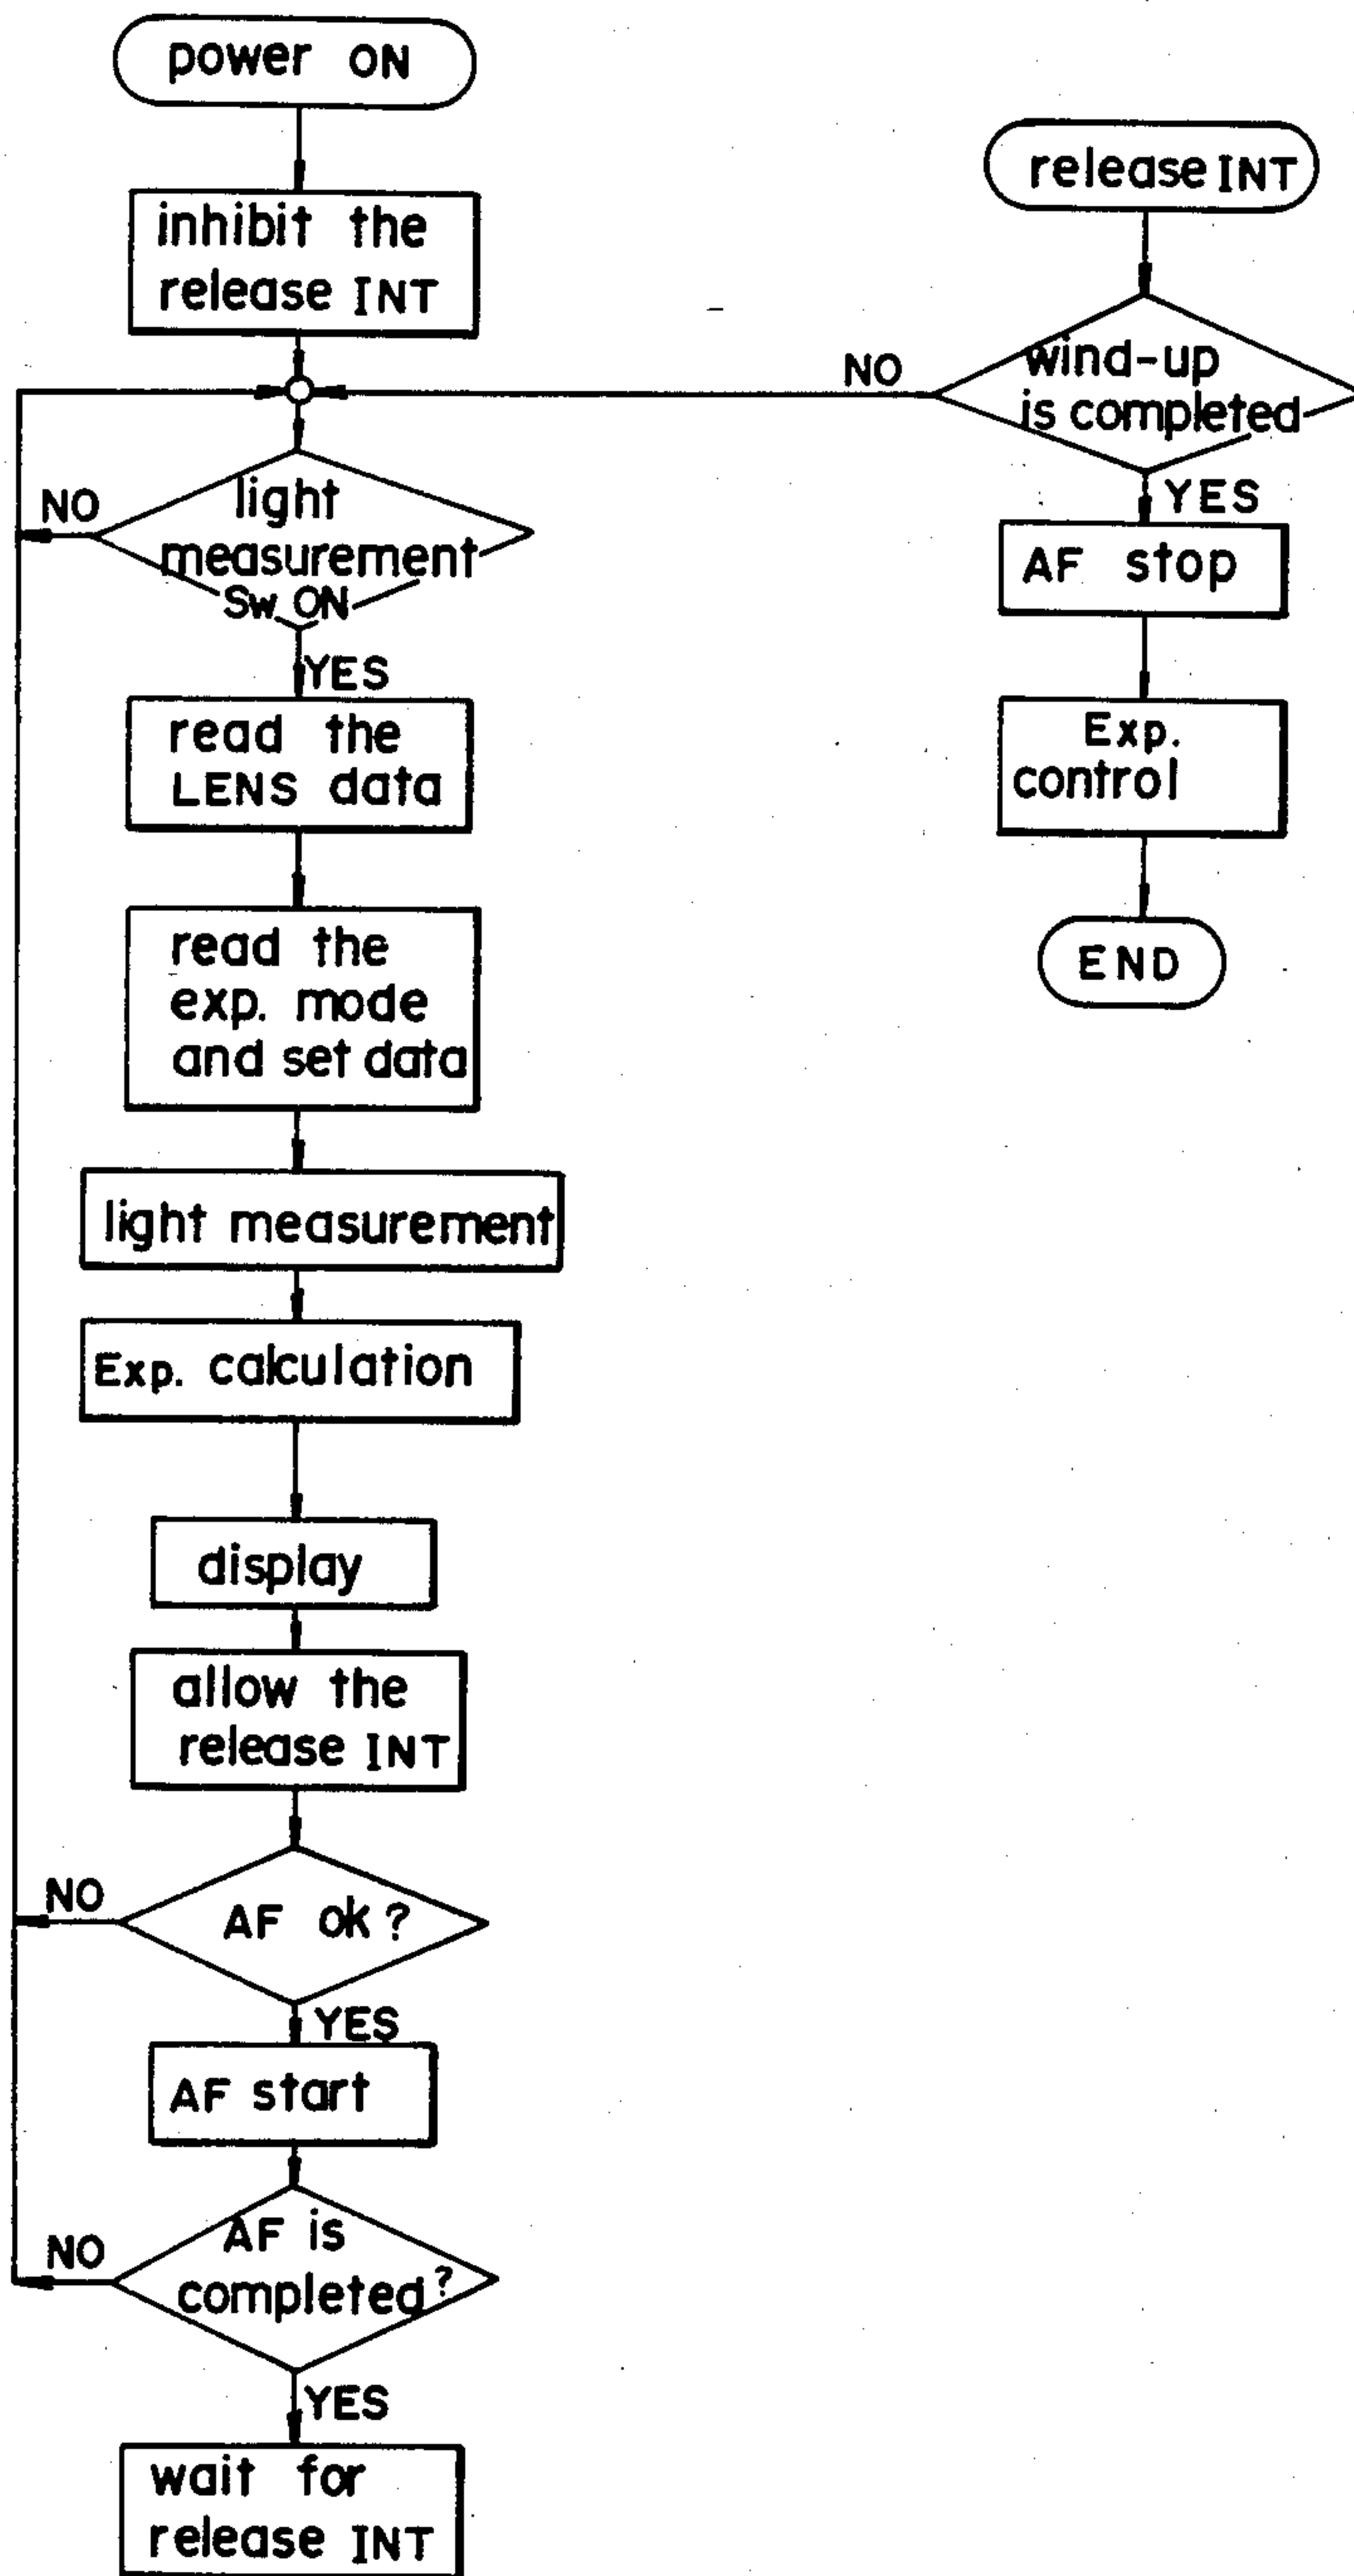 power ON
inhibit the
release INT
NO
light
measurement
Sw ON
YES
read the
LENS data
read the
exp. mode
and set data
light measurement
Exp. calculation
display
allow the
release INT
NO
AF ok?
YES
AF start
NO
AF is
completed?
YES
wait for
release INT
release INT
NO
wind-up
is completed
YES
AF stop
Exp.
control
END